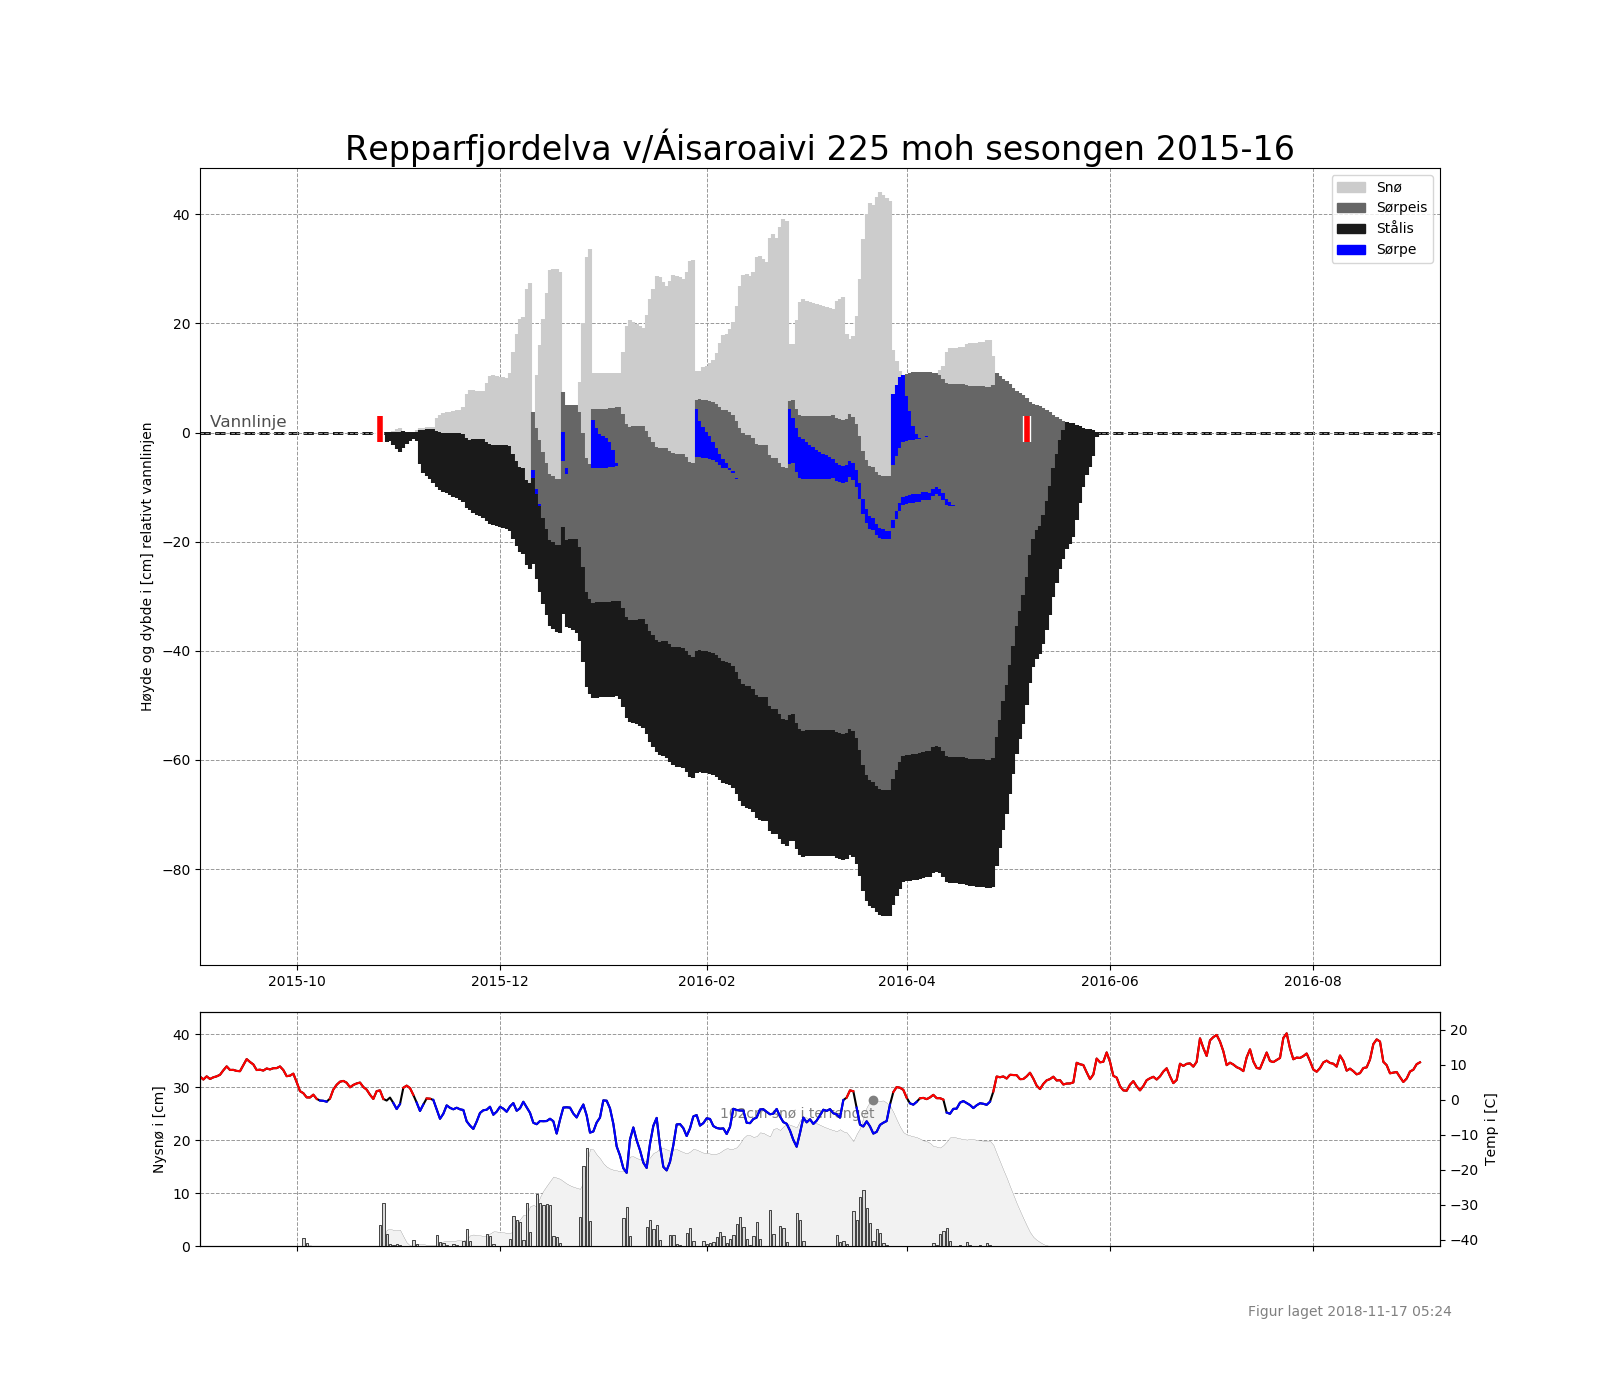 Repparfjordelva v/Áisaroaivi 225 moh sesongen 2015-16
Snø
Sørpeis
Stålis
Sørpe
40
20
0
−20
−40
−60
−80
Høyde og dybde i [cm] relativt vannlinjen
Vannlinje
2015-10 2015-12 2016-02 2016-04 2016-06 2016-08
40
30
20
10
0
Nysnø i [cm]
102cm snø i terrenget
20
10
0
−10
−20
−30
−40
Temp i [C]
Figur laget 2018-11-17 05:24